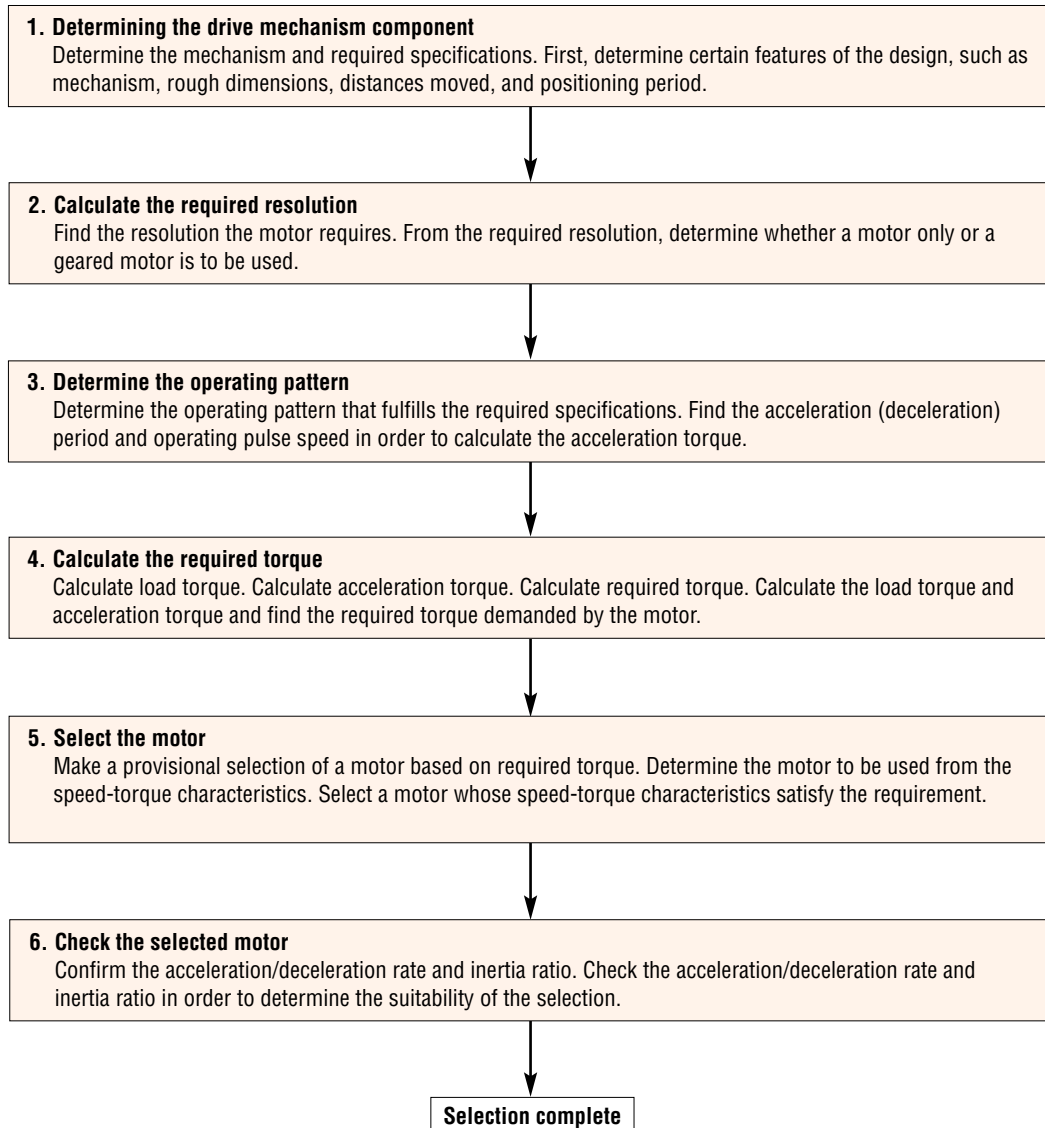 1. Determining the drive mechanism component
Determine the mechanism and required specifications. First, determine certain features of the design, such as
mechanism, rough dimensions, distances moved, and positioning period.
2. Calculate the required resolution
Find the resolution the motor requires. From the required resolution, determine whether a motor only or a
geared motor is to be used.
3. Determine the operating pattern
Determine the operating pattern that fulfills the required specifications. Find the acceleration (deceleration)
period and operating pulse speed in order to calculate the acceleration torque.
4. Calculate the required torque
Calculate load torque. Calculate acceleration torque. Calculate required torque. Calculate the load torque and
acceleration torque and find the required torque demanded by the motor.
5. Select the motor
Make a provisional selection of a motor based on required torque. Determine the motor to be used from the
speed-torque characteristics. Select a motor whose speed-torque characteristics satisfy the requirement.
6. Check the selected motor
Confirm the acceleration/deceleration rate and inertia ratio. Check the acceleration/deceleration rate and
inertia ratio in order to determine the suitability of the selection.
Selection complete